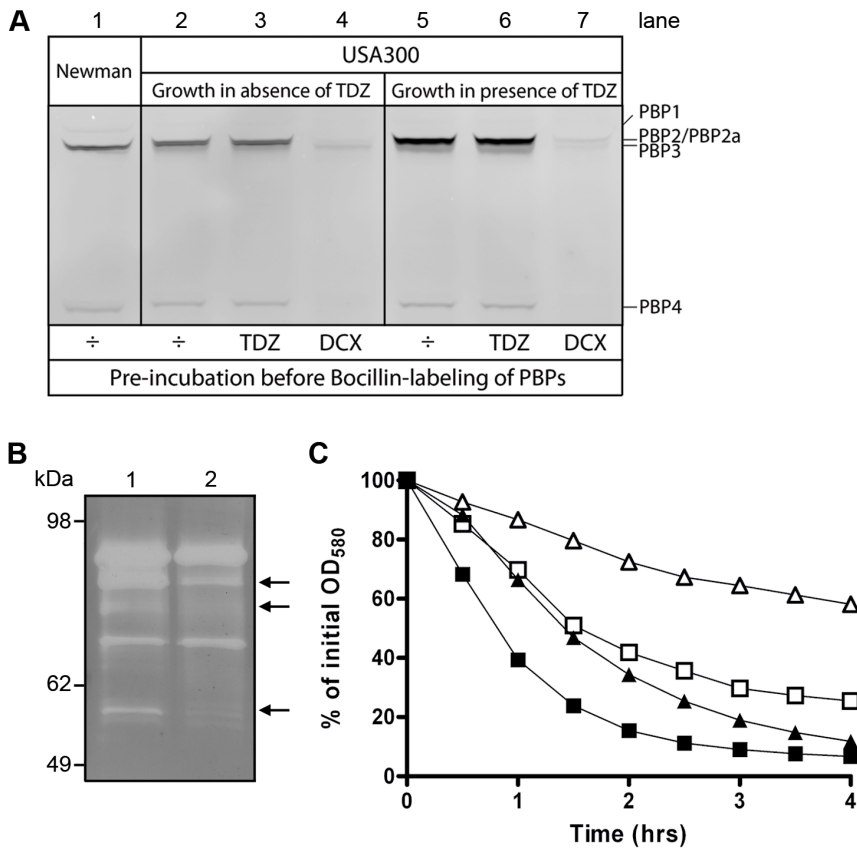 A
1 2 3 4 5 6 7 lane
Newman
USA300
Growth in absence of TDZ
Growth in presence of TDZ
PBP1
PBP2/PBP2a
PBP3
PBP4
÷ ÷ TDZ DCX ÷ TDZ DCX
Pre-incubation before Bocillin-labeling of PBPs
B
kDa 1 2
98
62
49
C
100
80
60
40
20
0
% of initial OD580
0 1 2 3 4
Time (hrs)